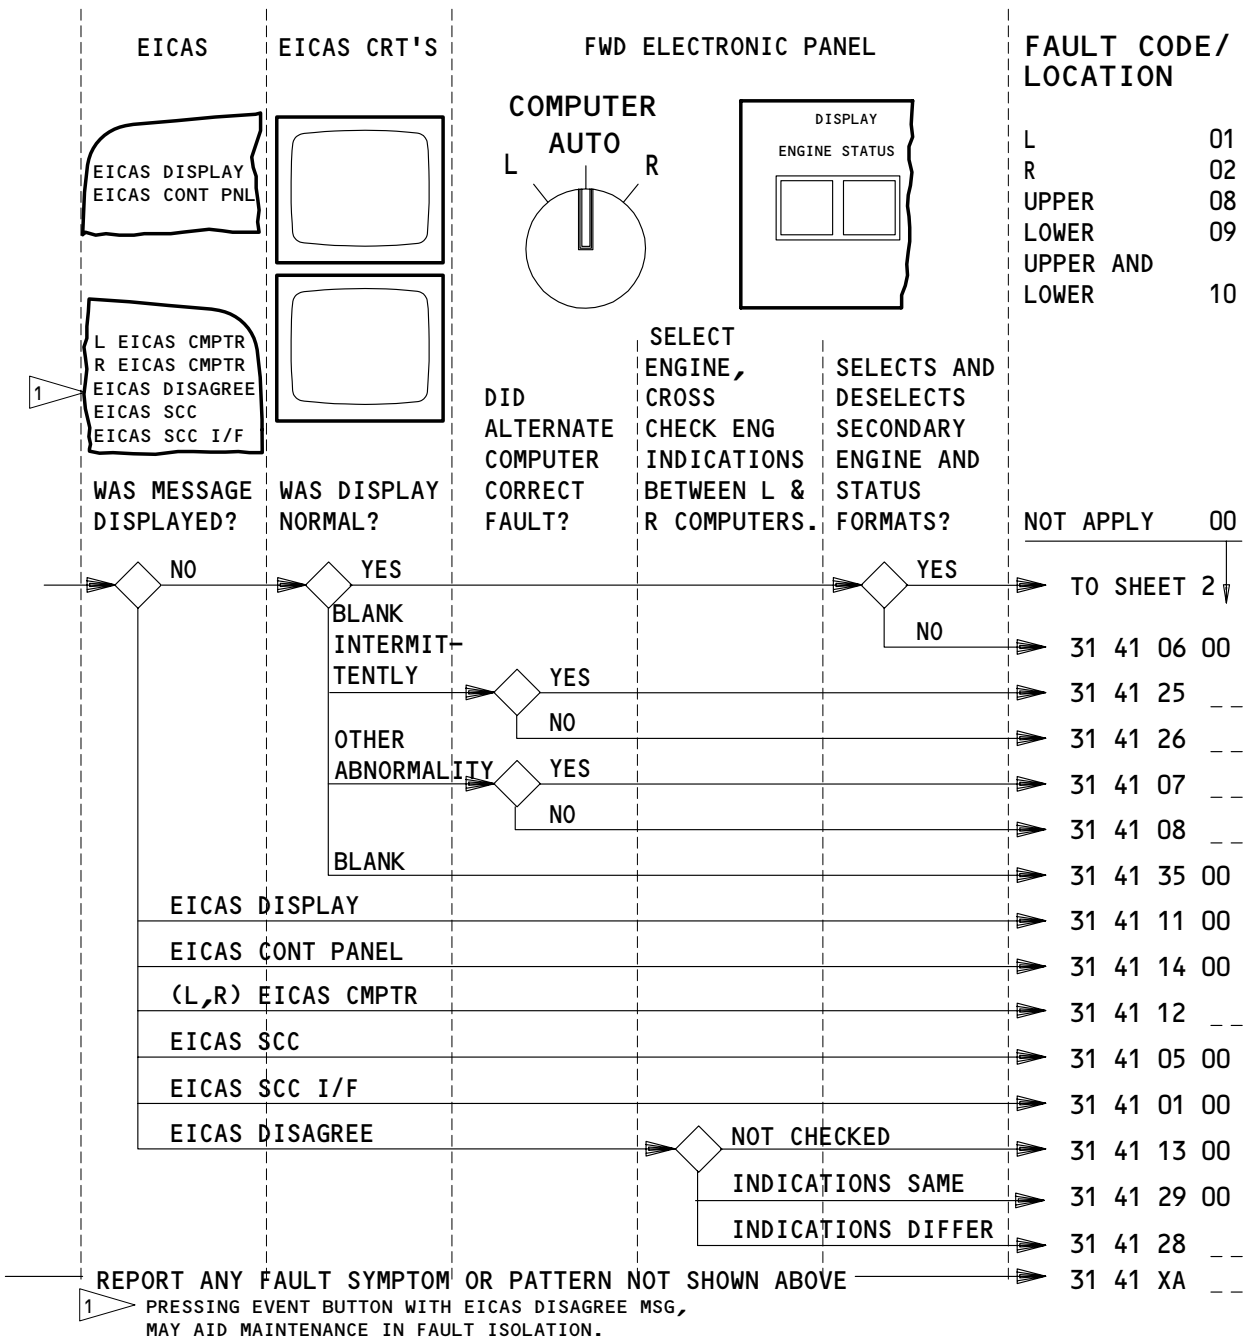 EICAS
EICAS CRT'S
FWD ELECTRONIC PANEL
FAULT CODE/
LOCATION
EICAS DISPLAY
EICAS CONT PNL
COMPUTER
AUTO
L
R
DISPLAY
ENGINE STATUS
L 01
R 02
UPPER 08
LOWER 09
UPPER AND
LOWER 10
L EICAS CMPTR
R EICAS CMPTR
1
EICAS DISAGREE
EICAS SCC
EICAS SCC I/F
WAS MESSAGE
DISPLAYED?
WAS DISPLAY
NORMAL?
DID
ALTERNATE
COMPUTER
CORRECT
FAULT?
SELECT
ENGINE,
CROSS
CHECK ENG
INDICATIONS
BETWEEN L &
R COMPUTERS.
SELECTS AND
DESELECTS
SECONDARY
ENGINE AND
STATUS
FORMATS?
NOT APPLY 00
NO
YES
YES
TO SHEET 2
NO
31 41 06 00
BLANK
INTERMIT-
TENTLY
YES
31 41 25 _ _
NO
31 41 26 _ _
OTHER
ABNORMALITY
YES
31 41 07 _ _
NO
31 41 08 _ _
BLANK
31 41 35 00
EICAS DISPLAY
31 41 11 00
EICAS CONT PANEL
31 41 14 00
(L,R) EICAS CMPTR
31 41 12 _ _
EICAS SCC
31 41 05 00
EICAS SCC I/F
31 41 01 00
EICAS DISAGREE
NOT CHECKED
31 41 13 00
INDICATIONS SAME
31 41 29 00
INDICATIONS DIFFER
31 41 28 _ _
REPORT ANY FAULT SYMPTOM OR PATTERN NOT SHOWN ABOVE
31 41 XA _ _
1 PRESSING EVENT BUTTON WITH EICAS DISAGREE MSG,
MAY AID MAINTENANCE IN FAULT ISOLATION.